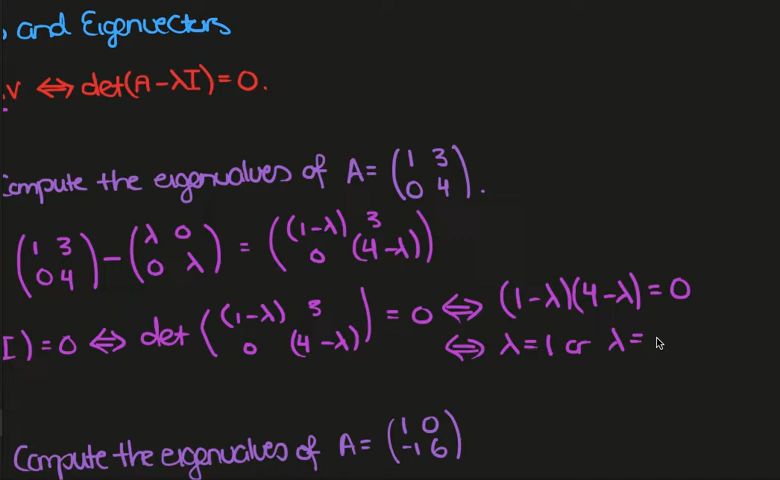 and Eigenvectors
v ⇔ det(A-λI)=0.
Compute the eigenvalues of A= (1 3
0 4).
(1 3
0 4) - (λ 0
0 λ) = ((1-λ) 3
0 (4-λ))
I)=0 ⇔ det ((1-λ) 3
0 (4-λ)) = 0 ⇔ (1-λ)(4-λ)=0
⇔ λ=1 or λ=
Compute the eigenvalues of A= (1 0
-1 6)